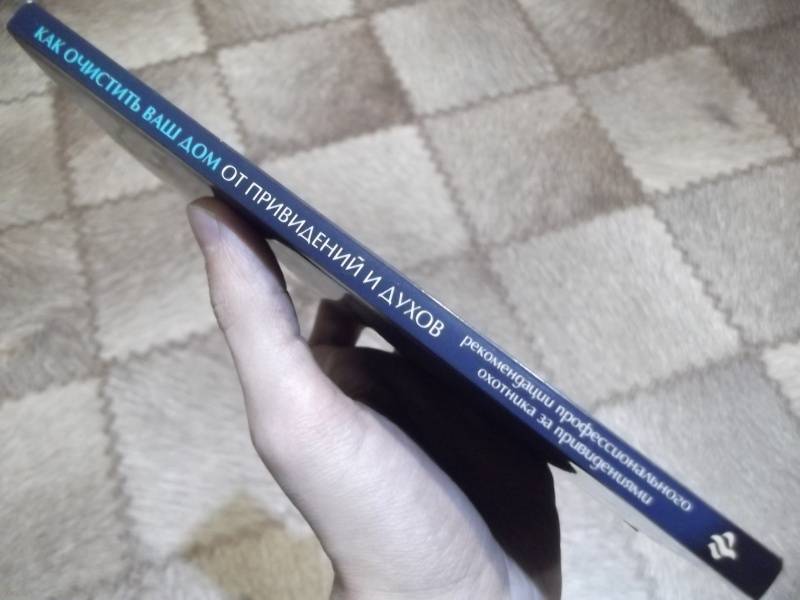 КАК ОЧИСТИТЬ ВАШ ДОМ ОТ ПРИВИДЕНИЙ И ДУХОВ
рекомендации профессионального
охотника за привидениями